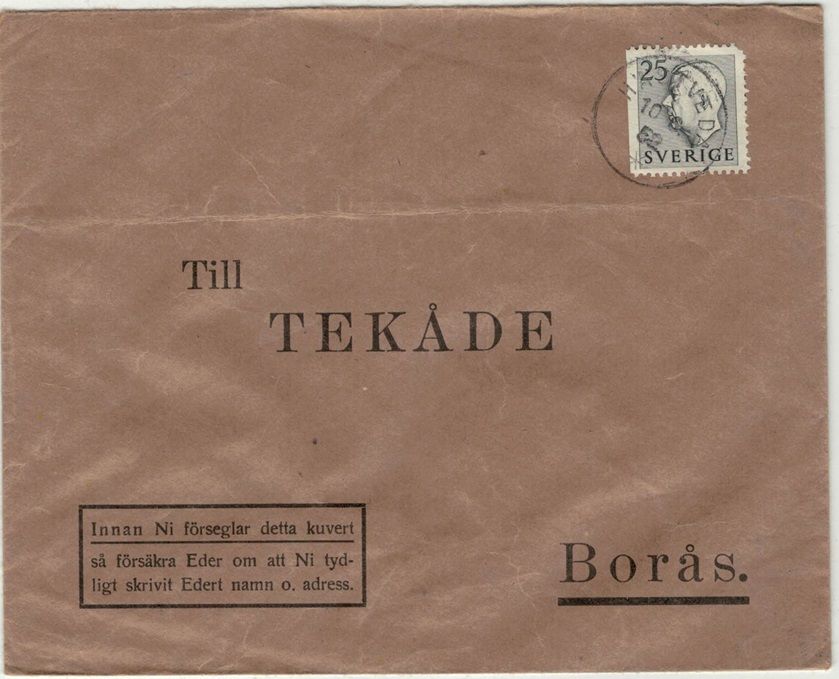 25
SVERIGE
10
Till
TEKÅDE
Innan Ni förseglar detta kuvert
så försäkra Eder om att Ni tyd-
ligt skrivit Edert namn o. adress.
Borås.